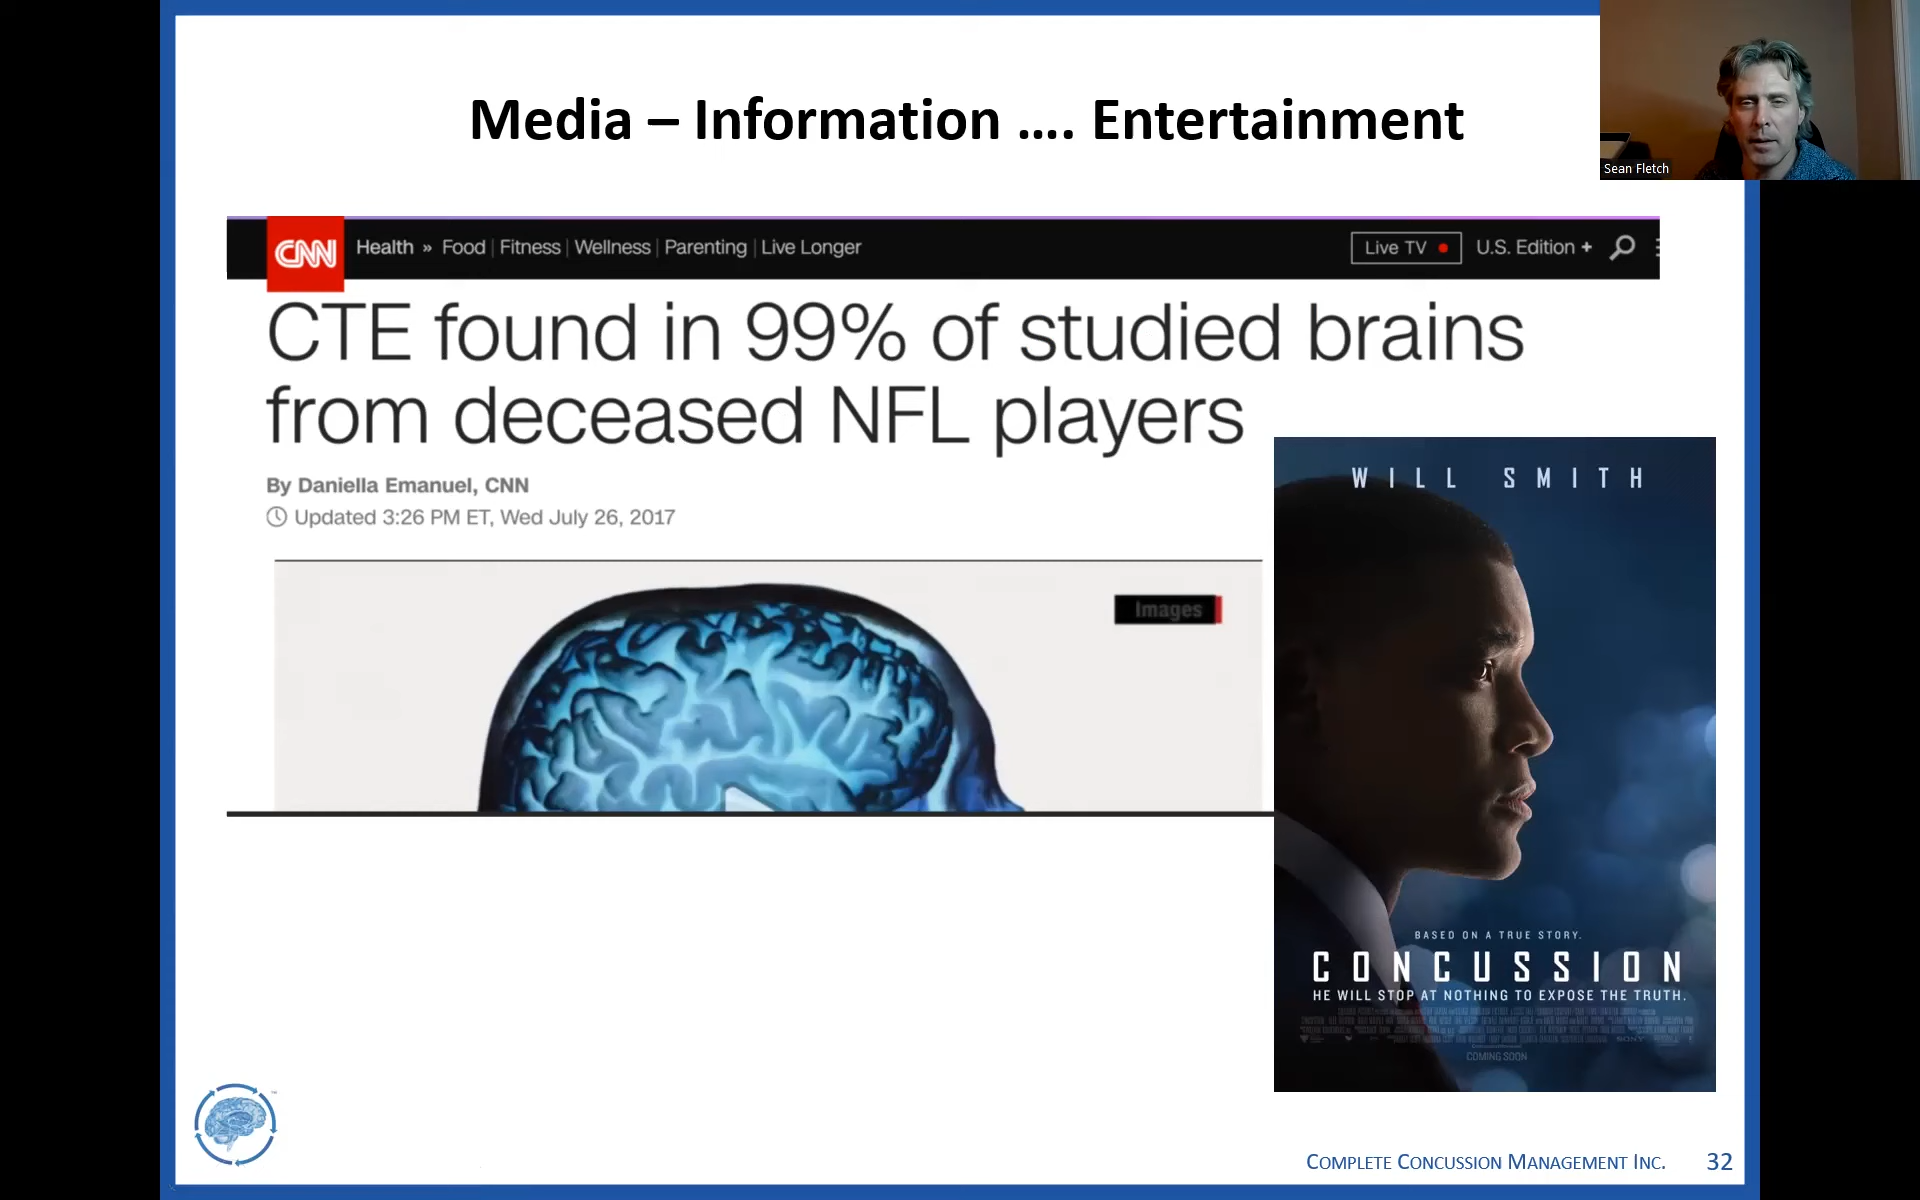 Media – Information .... Entertainment
Sean Fletch
CNN Health » Food | Fitness | Wellness | Parenting | Live Longer
Live TV U.S. Edition +
CTE found in 99% of studied brains
from deceased NFL players
By Daniella Emanuel, CNN
Updated 3:26 PM ET, Wed July 26, 2017
Images
WILL SMITH
BASED ON A TRUE STORY.
CONCUSSION
HE WILL STOP AT NOTHING TO EXPOSE THE TRUTH.
SONY
COMING SOON
COMPLETE CONCUSSION MANAGEMENT INC. 32